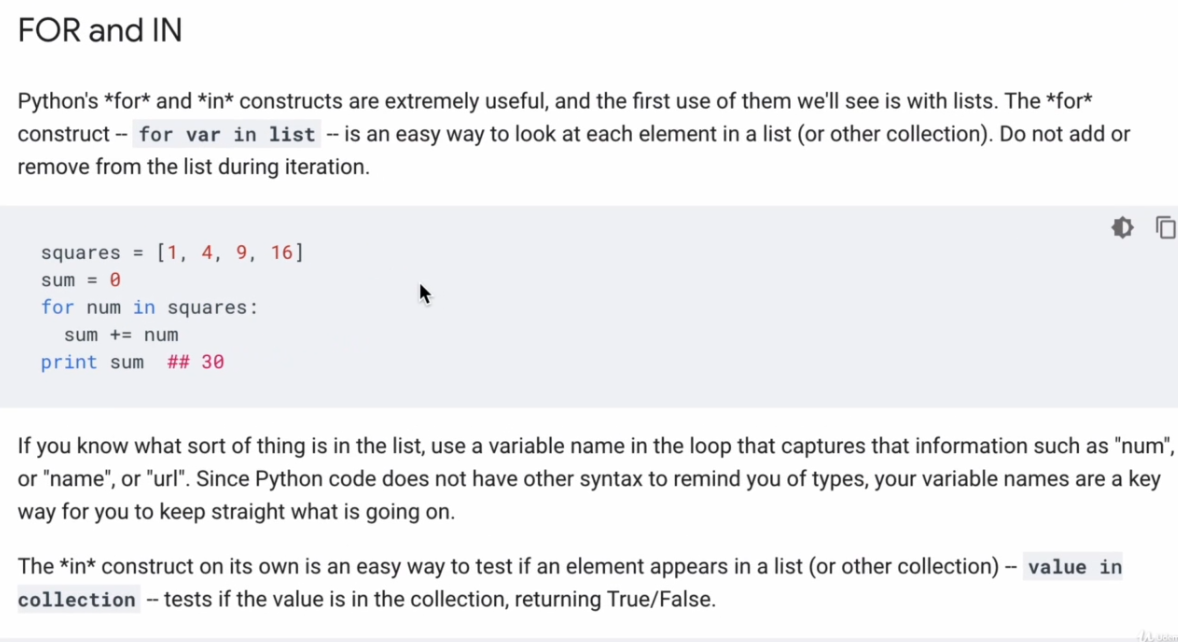 FOR and IN
Python's *for* and *in* constructs are extremely useful, and the first use of them we'll see is with lists. The *for*
construct -- for var in list -- is an easy way to look at each element in a list (or other collection). Do not add or
remove from the list during iteration.
squares = [1, 4, 9, 16]
sum = 0
for num in squares:
  sum += num
print sum  ## 30
If you know what sort of thing is in the list, use a variable name in the loop that captures that information such as "num",
or "name", or "url". Since Python code does not have other syntax to remind you of types, your variable names are a key
way for you to keep straight what is going on.
The *in* construct on its own is an easy way to test if an element appears in a list (or other collection) -- value in
collection -- tests if the value is in the collection, returning True/False.